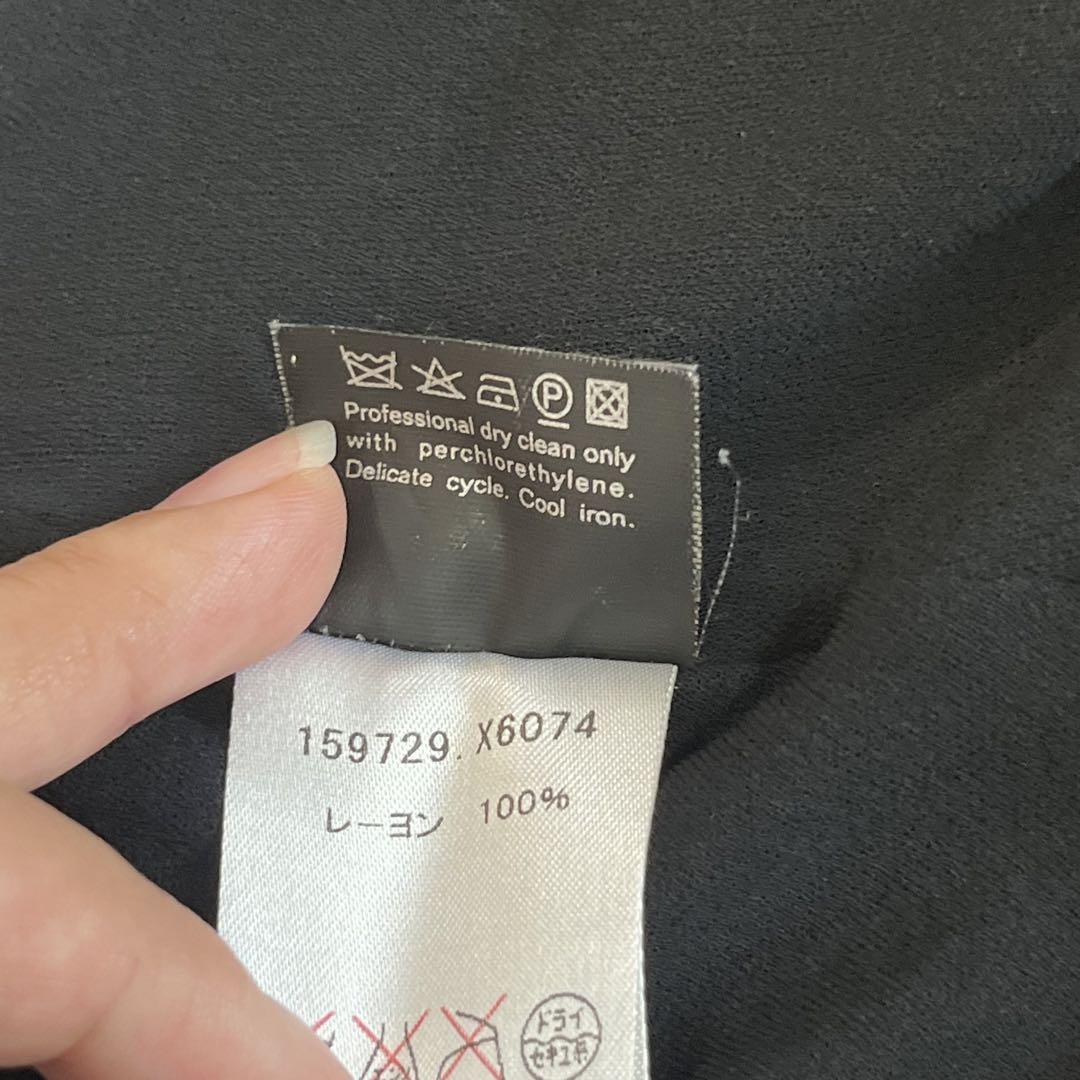 P
Professional dry clean only
with perchlorethylene.
Delicate cycle. Cool iron.
159729. X6074
レーヨン 100%
ドライ
セキユ系